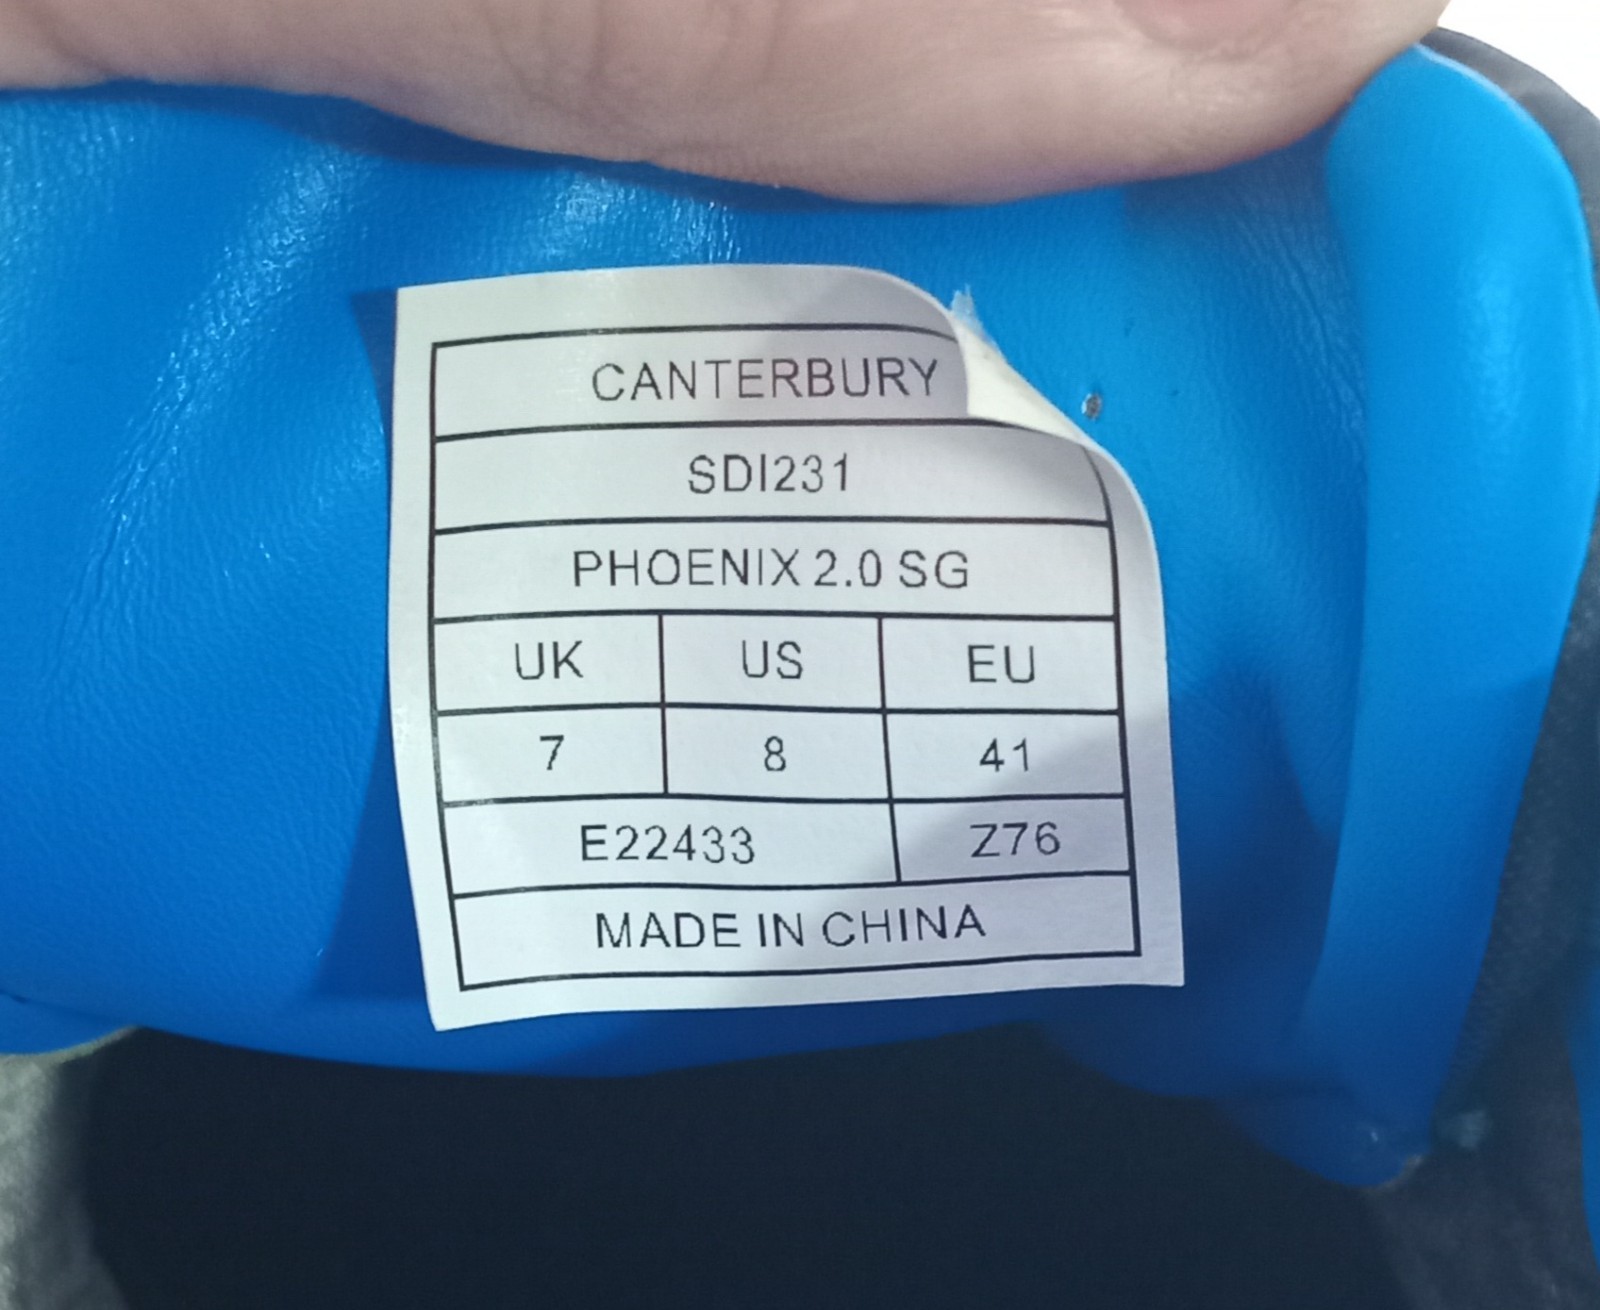 CANTERBURY
SDI231
PHOENIX 2.0 SG
UK US EU
7 8 41
E22433 Z76
MADE IN CHINA